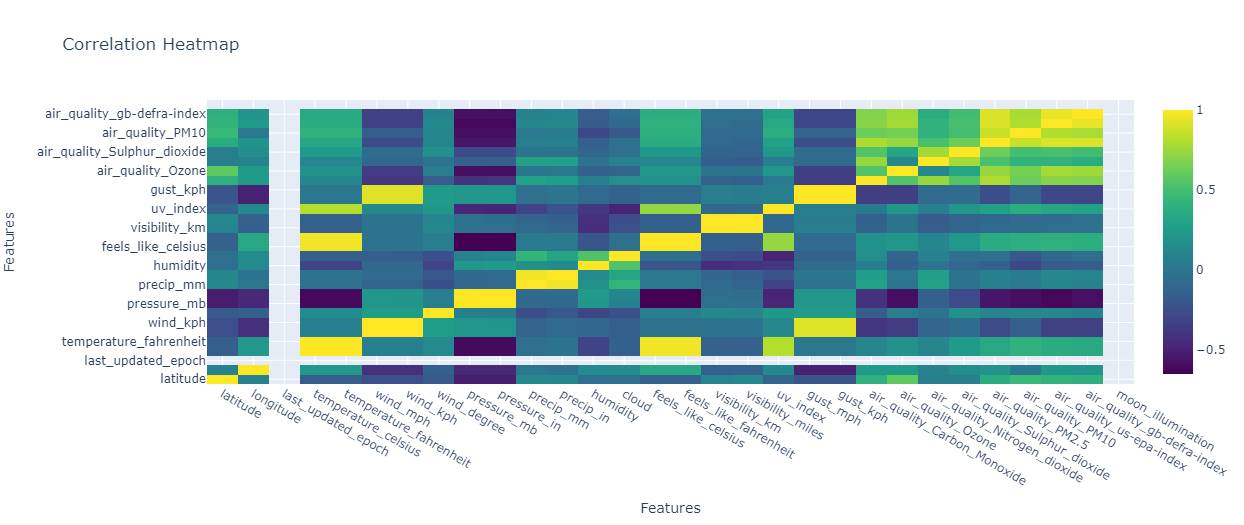 Correlation Heatmap
Features
air_quality_gb-defra-index
air_quality_PM10
air_quality_Sulphur_dioxide
air_quality_Ozone
gust_kph
uv_index
visibility_km
feels_like_celsius
humidity
precip_mm
pressure_mb
wind_kph
temperature_fahrenheit
last_updated_epoch
latitude
1
0.5
0
−0.5
latitude
longitude
last_updated_epoch
temperature_celsius
temperature_fahrenheit
wind_mph
wind_kph
wind_degree
pressure_mb
pressure_in
precip_mm
precip_in
humidity
cloud
feels_like_celsius
feels_like_fahrenheit
visibility_km
visibility_miles
uv_index
gust_mph
gust_kph
air_quality_Carbon_Monoxide
air_quality_Ozone
air_quality_Nitrogen_dioxide
air_quality_Sulphur_dioxide
air_quality_PM2.5
air_quality_PM10
air_quality_us-epa-index
air_quality_gb-defra-index
moon_illumination
Features